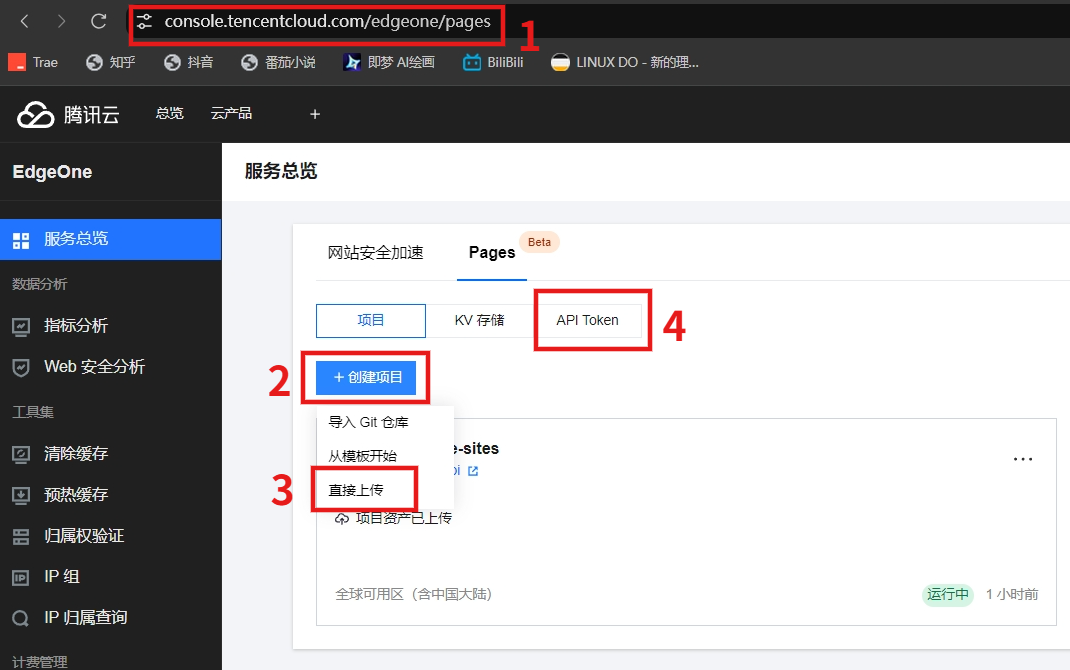 console.tencentcloud.com/edgeone/pages
1
Trae 知乎 抖音 番茄小说 即梦 AI绘画 BiliBili LINUX DO - 新的理...
腾讯云 总览 云产品 +
EdgeOne
服务总览
服务总览
数据分析
指标分析
Web 安全分析
工具集
清除缓存
预热缓存
归属权验证
IP 组
IP 归属查询
计费管理
网站安全加速 Pages Beta
项目 KV 存储 API Token 4
2 + 创建项目
导入 Git 仓库
从模板开始
3 直接上传
e-sites
项目资产已上传
全球可用区（含中国大陆) 运行中 1 小时前